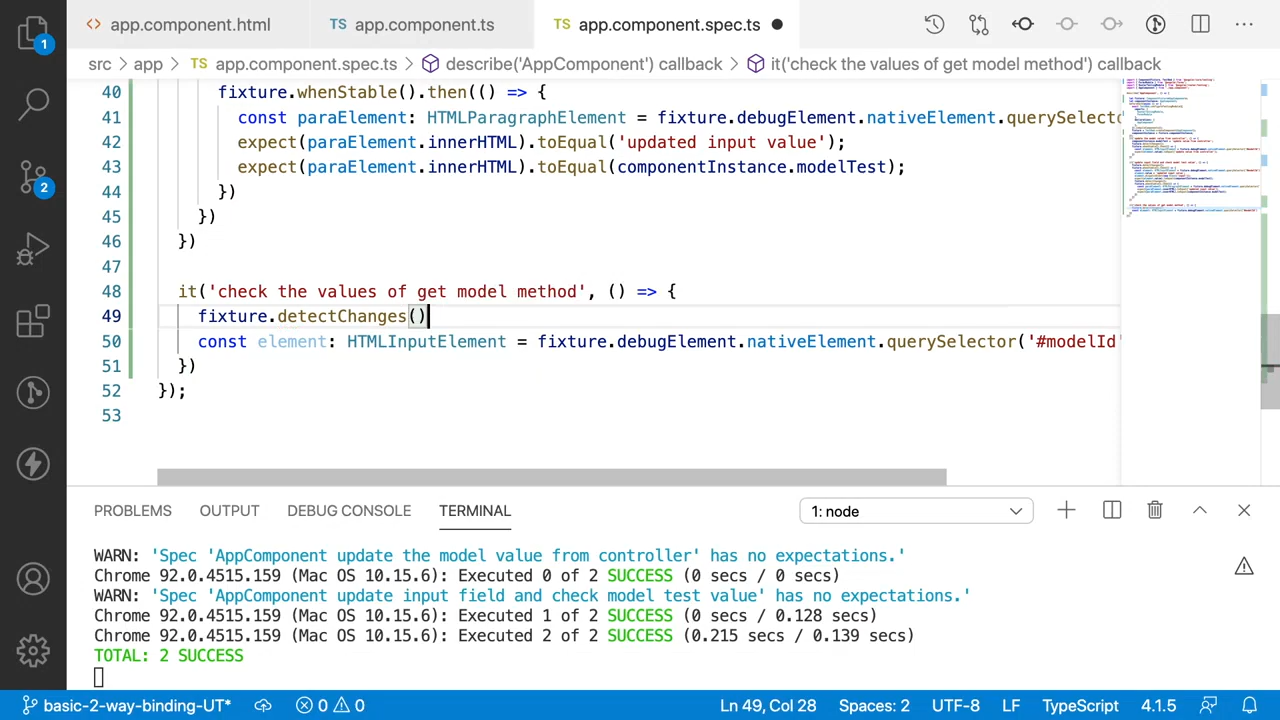 app.component.html
TS app.component.ts
TS app.component.spec.ts
src > app > TS app.component.spec.ts > describe('AppComponent') callback > it('check the values of get model method') callback
40 fixture.whenStable().then(() => {
41 const paraElement: HTMLParagraphElement = fixture.debugElement.nativeElement.querySelecto
42 expect(paraElement.innerHTML).toEqual('updated input value');
43 expect(paraElement.innerHTML).toEqual(componentInstance.modelTest);
44 })
45 })
46 })
47
48 it('check the values of get model method', () => {
49 fixture.detectChanges()
50 const element: HTMLInputElement = fixture.debugElement.nativeElement.querySelector('#modelId'
51 })
52 });
53
PROBLEMS OUTPUT DEBUG CONSOLE TERMINAL 1: node
WARN: 'Spec 'AppComponent update the model value from controller' has no expectations.'
Chrome 92.0.4515.159 (Mac OS 10.15.6): Executed 0 of 2 SUCCESS (0 secs / 0 secs)
WARN: 'Spec 'AppComponent update input field and check model test value' has no expectations.'
Chrome 92.0.4515.159 (Mac OS 10.15.6): Executed 1 of 2 SUCCESS (0 secs / 0.128 secs)
Chrome 92.0.4515.159 (Mac OS 10.15.6): Executed 2 of 2 SUCCESS (0.215 secs / 0.139 secs)
TOTAL: 2 SUCCESS
1
2
basic-2-way-binding-UT* 0 0 Ln 49, Col 28 Spaces: 2 UTF-8 LF TypeScript 4.1.5